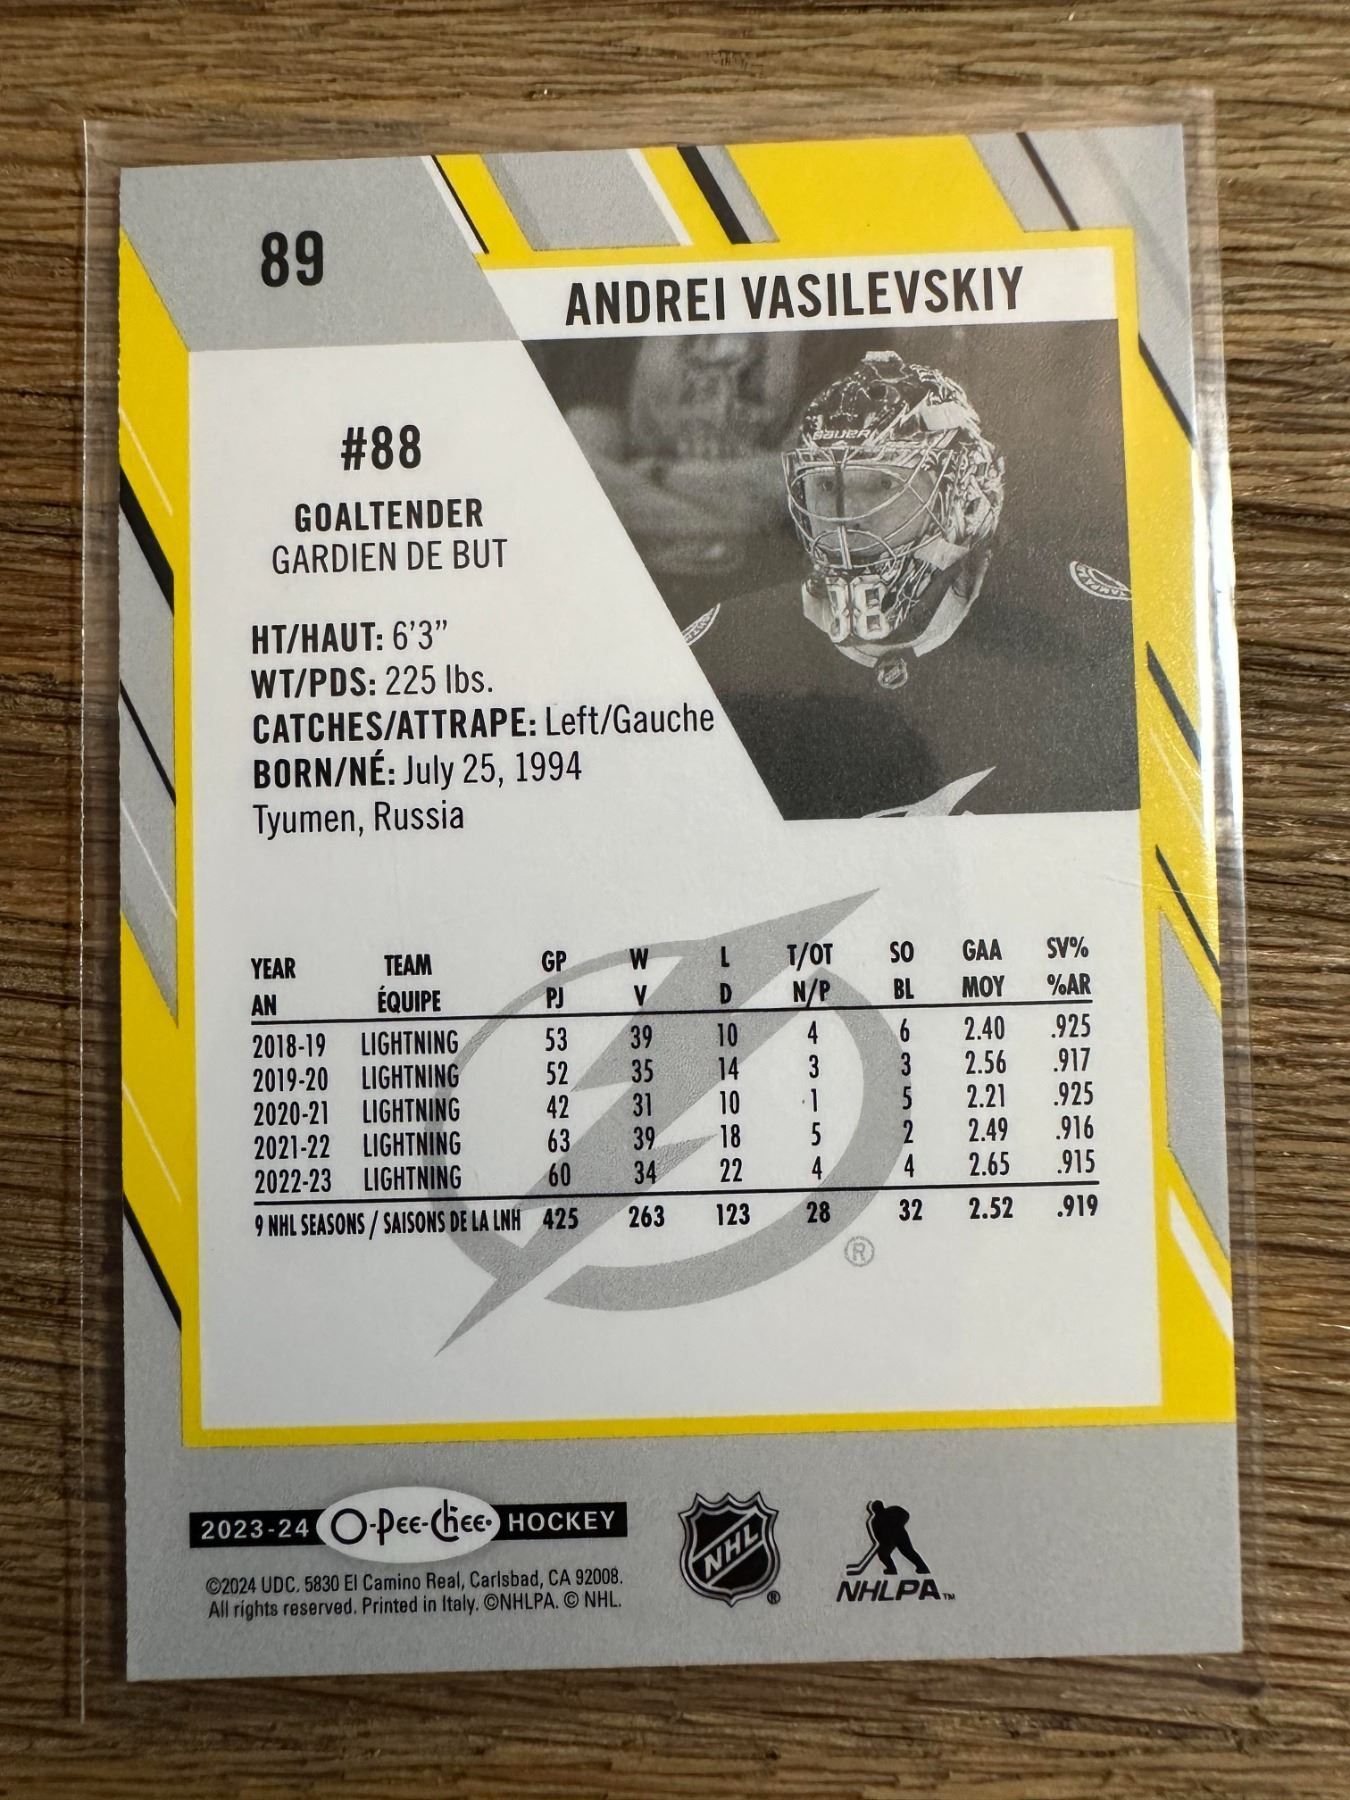 89
ANDREI VASILEVSKIY
BAUER
88
TAMPA
#88
GOALTENDER
GARDIEN DE BUT
HT/HAUT: 6'3”
WT/PDS: 225 lbs.
CATCHES/ATTRAPE: Left/Gauche
BORN/NÉ: July 25, 1994
Tyumen, Russia
YEAR TEAM GP W L T/OT SO GAA SV%
AN ÉQUIPE PJ V D N/P BL MOY %AR
2018-19 LIGHTNING 53 39 10 4 6 2.40 .925
2019-20 LIGHTNING 52 35 14 3 3 2.56 .917
2020-21 LIGHTNING 42 31 10 1 5 2.21 .925
2021-22 LIGHTNING 63 39 18 5 2 2.49 .916
2022-23 LIGHTNING 60 34 22 4 4 2.65 .915
9 NHL SEASONS / SAISONS DE LA LNH 425 263 123 28 32 2.52 .919
®
2023-24 O-Pee-Chee HOCKEY
©2024 UDC. 5830 El Camino Real, Carlsbad, CA 92008.
All rights reserved. Printed in Italy. ©NHLPA. © NHL.
NHL ®
NHLPA™